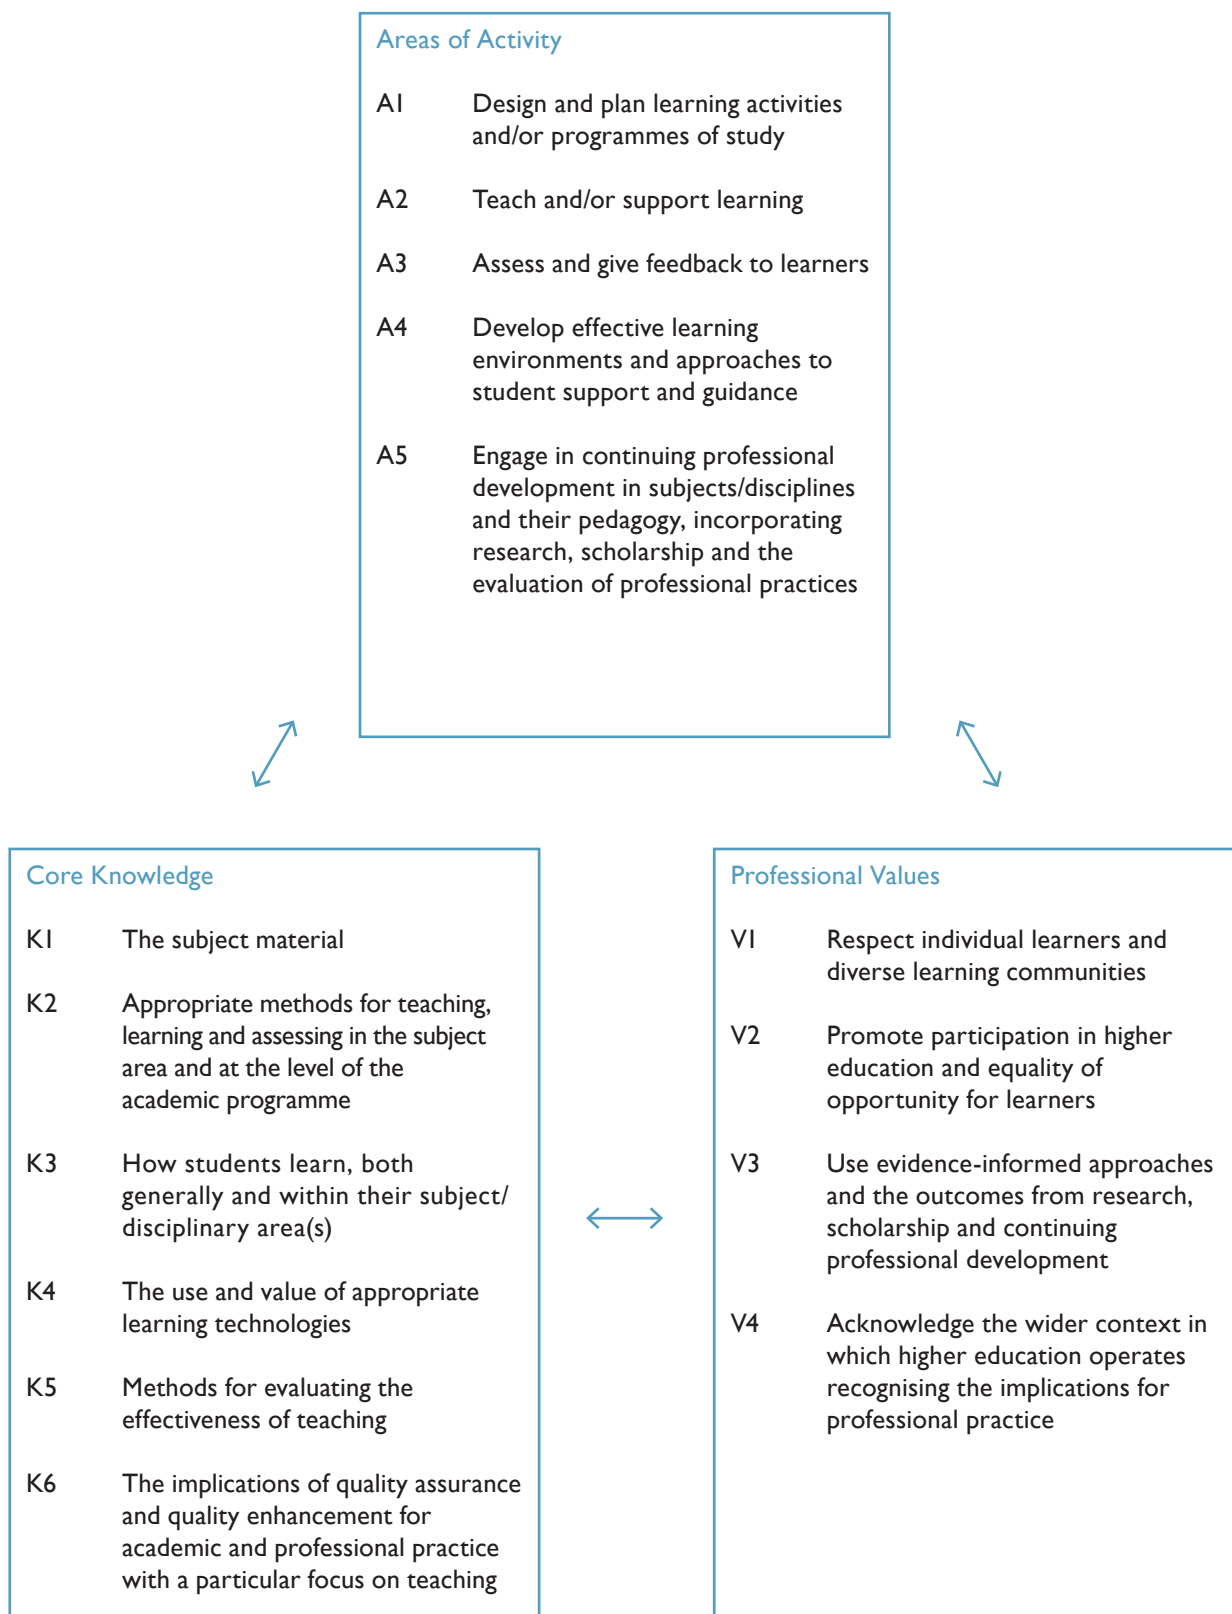 Areas of Activity
A1 Design and plan learning activities
and/or programmes of study
A2 Teach and/or support learning
A3 Assess and give feedback to learners
A4 Develop effective learning
environments and approaches to
student support and guidance
A5 Engage in continuing professional
development in subjects/disciplines
and their pedagogy, incorporating
research, scholarship and the
evaluation of professional practices
Core Knowledge
K1 The subject material
K2 Appropriate methods for teaching,
learning and assessing in the subject
area and at the level of the
academic programme
K3 How students learn, both
generally and within their subject/
disciplinary area(s)
K4 The use and value of appropriate
learning technologies
K5 Methods for evaluating the
effectiveness of teaching
K6 The implications of quality assurance
and quality enhancement for
academic and professional practice
with a particular focus on teaching
Professional Values
V1 Respect individual learners and
diverse learning communities
V2 Promote participation in higher
education and equality of
opportunity for learners
V3 Use evidence-informed approaches
and the outcomes from research,
scholarship and continuing
professional development
V4 Acknowledge the wider context in
which higher education operates
recognising the implications for
professional practice